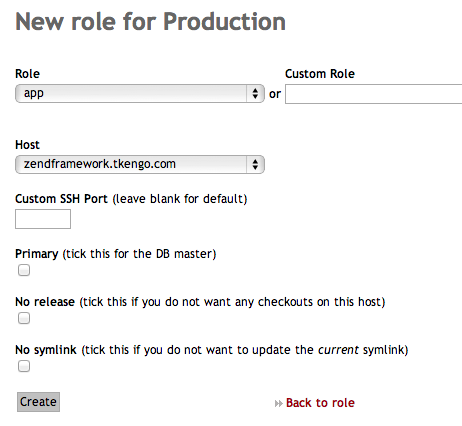 New role for Production
Role
Custom Role
app
or
Host
zendframework.tkengo.com
Custom SSH Port (leave blank for default)
Primary (tick this for the DB master)
No release (tick this if you do not want any checkouts on this host)
No symlink (tick this if you do not want to update the current symlink)
Create
Back to role